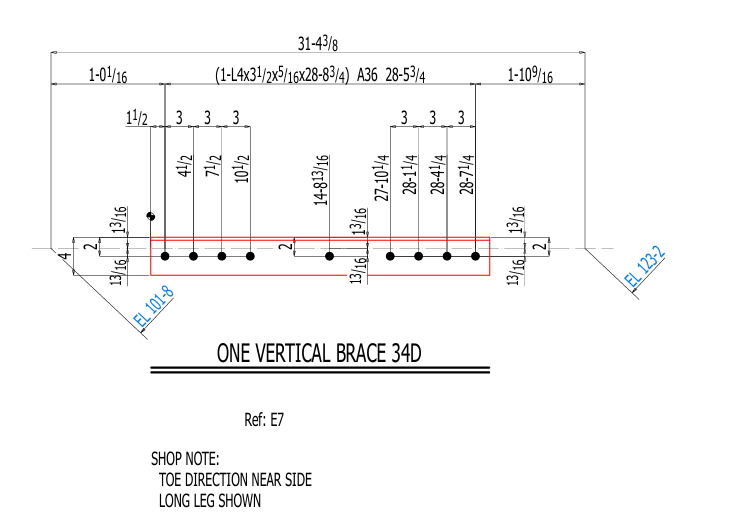 31-4 3/8
1-0 1/16 (1-L4x3 1/2x5/16x28-8 3/4) A36 28-5 3/4 1-10 9/16
1 1/2 3 3 3 3 3 3
4 1/2 7 1/2 10 1/2 14-8 13/16 27-10 1/4 28-1 1/4 28-4 1/4 28-7 1/4
13/16 13/16 13/16
4 2 2 2
13/16 13/16 13/16
EL 101-8 EL 123-2
ONE VERTICAL BRACE 34D
Ref: E7
SHOP NOTE:
TOE DIRECTION NEAR SIDE
LONG LEG SHOWN